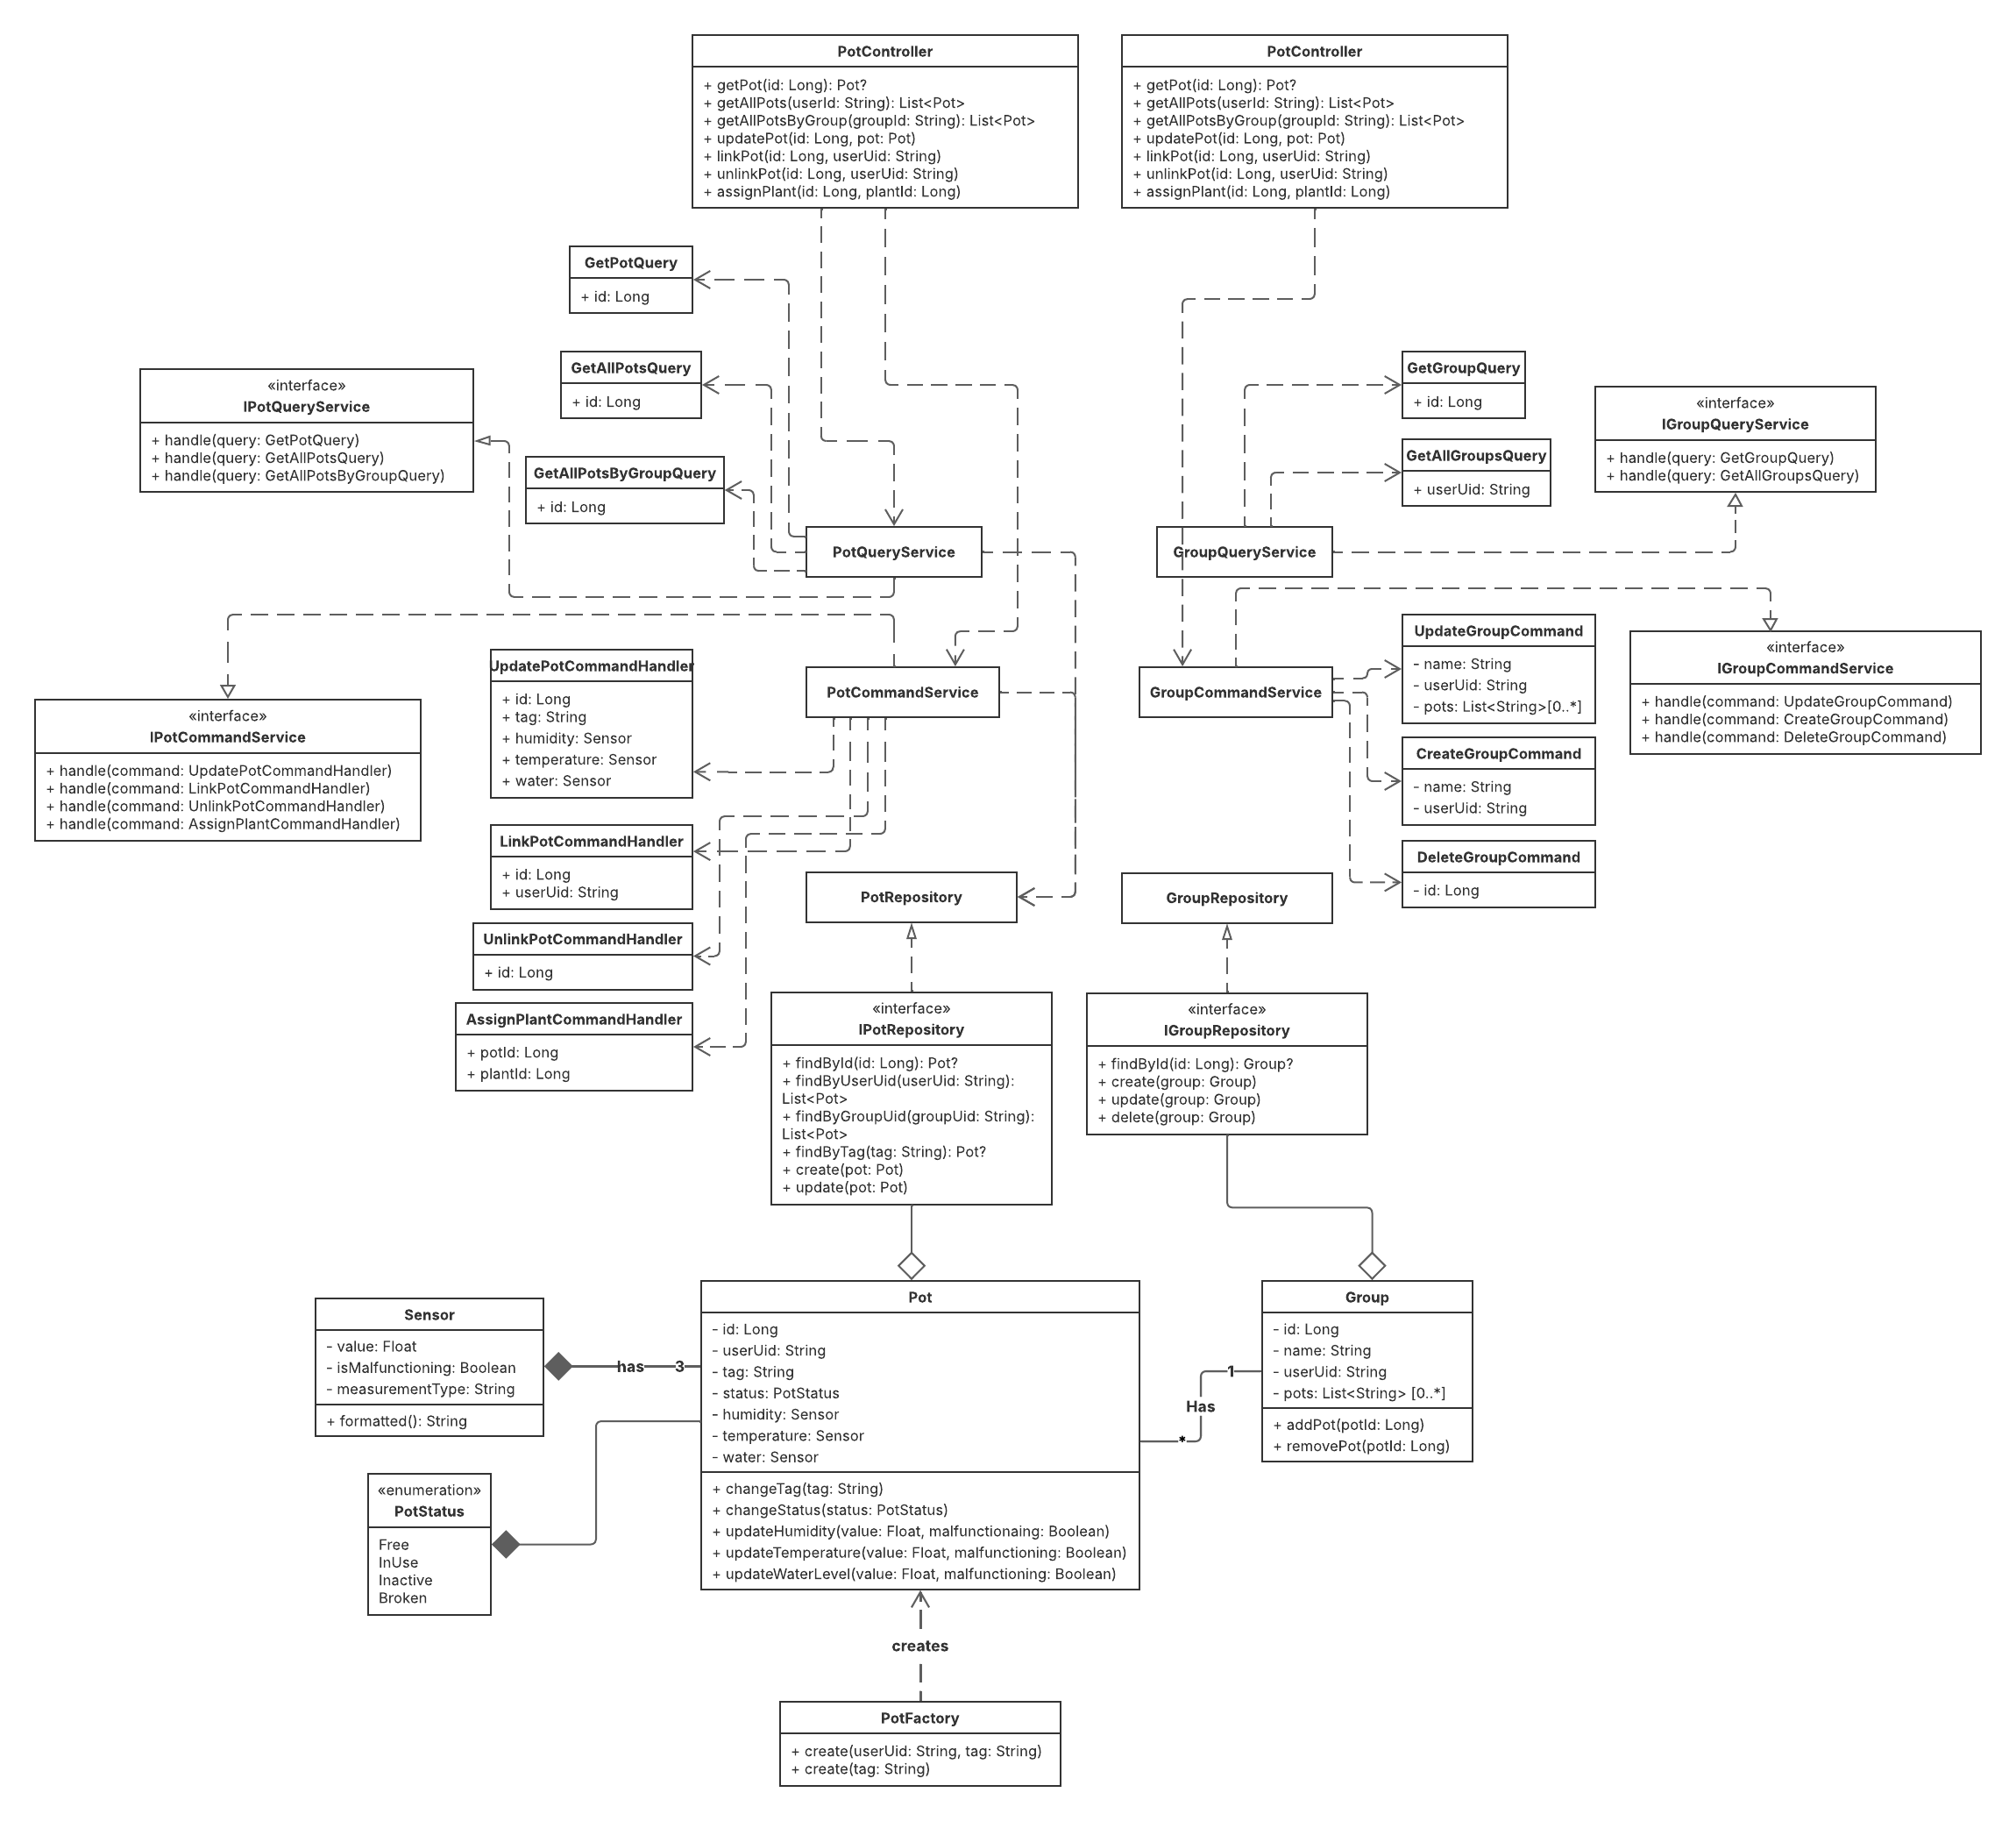 PotController
+ getPot(id: Long): Pot?
+ getAllPots(userId: String): List<Pot>
+ getAllPotsByGroup(groupId: String): List<Pot>
+ updatePot(id: Long, pot: Pot)
+ linkPot(id: Long, userUid: String)
+ unlinkPot(id: Long, userUid: String)
+ assignPlant(id: Long, plantId: Long)
PotController
+ getPot(id: Long): Pot?
+ getAllPots(userId: String): List<Pot>
+ getAllPotsByGroup(groupId: String): List<Pot>
+ updatePot(id: Long, pot: Pot)
+ linkPot(id: Long, userUid: String)
+ unlinkPot(id: Long, userUid: String)
+ assignPlant(id: Long, plantId: Long)
GetPotQuery
+ id: Long
GetAllPotsQuery
+ id: Long
«interface»
IPotQueryService
+ handle(query: GetPotQuery)
+ handle(query: GetAllPotsQuery)
+ handle(query: GetAllPotsByGroupQuery)
GetAllPotsByGroupQuery
+ id: Long
GetGroupQuery
+ id: Long
GetAllGroupsQuery
+ userUid: String
«interface»
IGroupQueryService
+ handle(query: GetGroupQuery)
+ handle(query: GetAllGroupsQuery)
PotQueryService
GroupQueryService
UpdatePotCommandHandler
+ id: Long
+ tag: String
+ humidity: Sensor
+ temperature: Sensor
+ water: Sensor
PotCommandService
GroupCommandService
UpdateGroupCommand
- name: String
- userUid: String
- pots: List<String>[0..*]
«interface»
IGroupCommandService
+ handle(command: UpdateGroupCommand)
+ handle(command: CreateGroupCommand)
+ handle(command: DeleteGroupCommand)
«interface»
IPotCommandService
+ handle(command: UpdatePotCommandHandler)
+ handle(command: LinkPotCommandHandler)
+ handle(command: UnlinkPotCommandHandler)
+ handle(command: AssignPlantCommandHandler)
CreateGroupCommand
- name: String
- userUid: String
LinkPotCommandHandler
+ id: Long
+ userUid: String
DeleteGroupCommand
- id: Long
PotRepository
GroupRepository
UnlinkPotCommandHandler
+ id: Long
AssignPlantCommandHandler
+ potId: Long
+ plantId: Long
«interface»
IPotRepository
+ findById(id: Long): Pot?
+ findByUserUid(userUid: String):
List<Pot>
+ findByGroupUid(groupUid: String):
List<Pot>
+ findByTag(tag: String): Pot?
+ create(pot: Pot)
+ update(pot: Pot)
«interface»
IGroupRepository
+ findById(id: Long): Group?
+ create(group: Group)
+ update(group: Group)
+ delete(group: Group)
Sensor
- value: Float
- isMalfunctioning: Boolean
- measurementType: String
+ formatted(): String
has
3
Pot
- id: Long
- userUid: String
- tag: String
- status: PotStatus
- humidity: Sensor
- temperature: Sensor
- water: Sensor
+ changeTag(tag: String)
+ changeStatus(status: PotStatus)
+ updateHumidity(value: Float, malfunctionaing: Boolean)
+ updateTemperature(value: Float, malfunctioning: Boolean)
+ updateWaterLevel(value: Float, malfunctioning: Boolean)
1
Has
*
Group
- id: Long
- name: String
- userUid: String
- pots: List<String> [0..*]
+ addPot(potId: Long)
+ removePot(potId: Long)
«enumeration»
PotStatus
Free
InUse
Inactive
Broken
creates
PotFactory
+ create(userUid: String, tag: String)
+ create(tag: String)